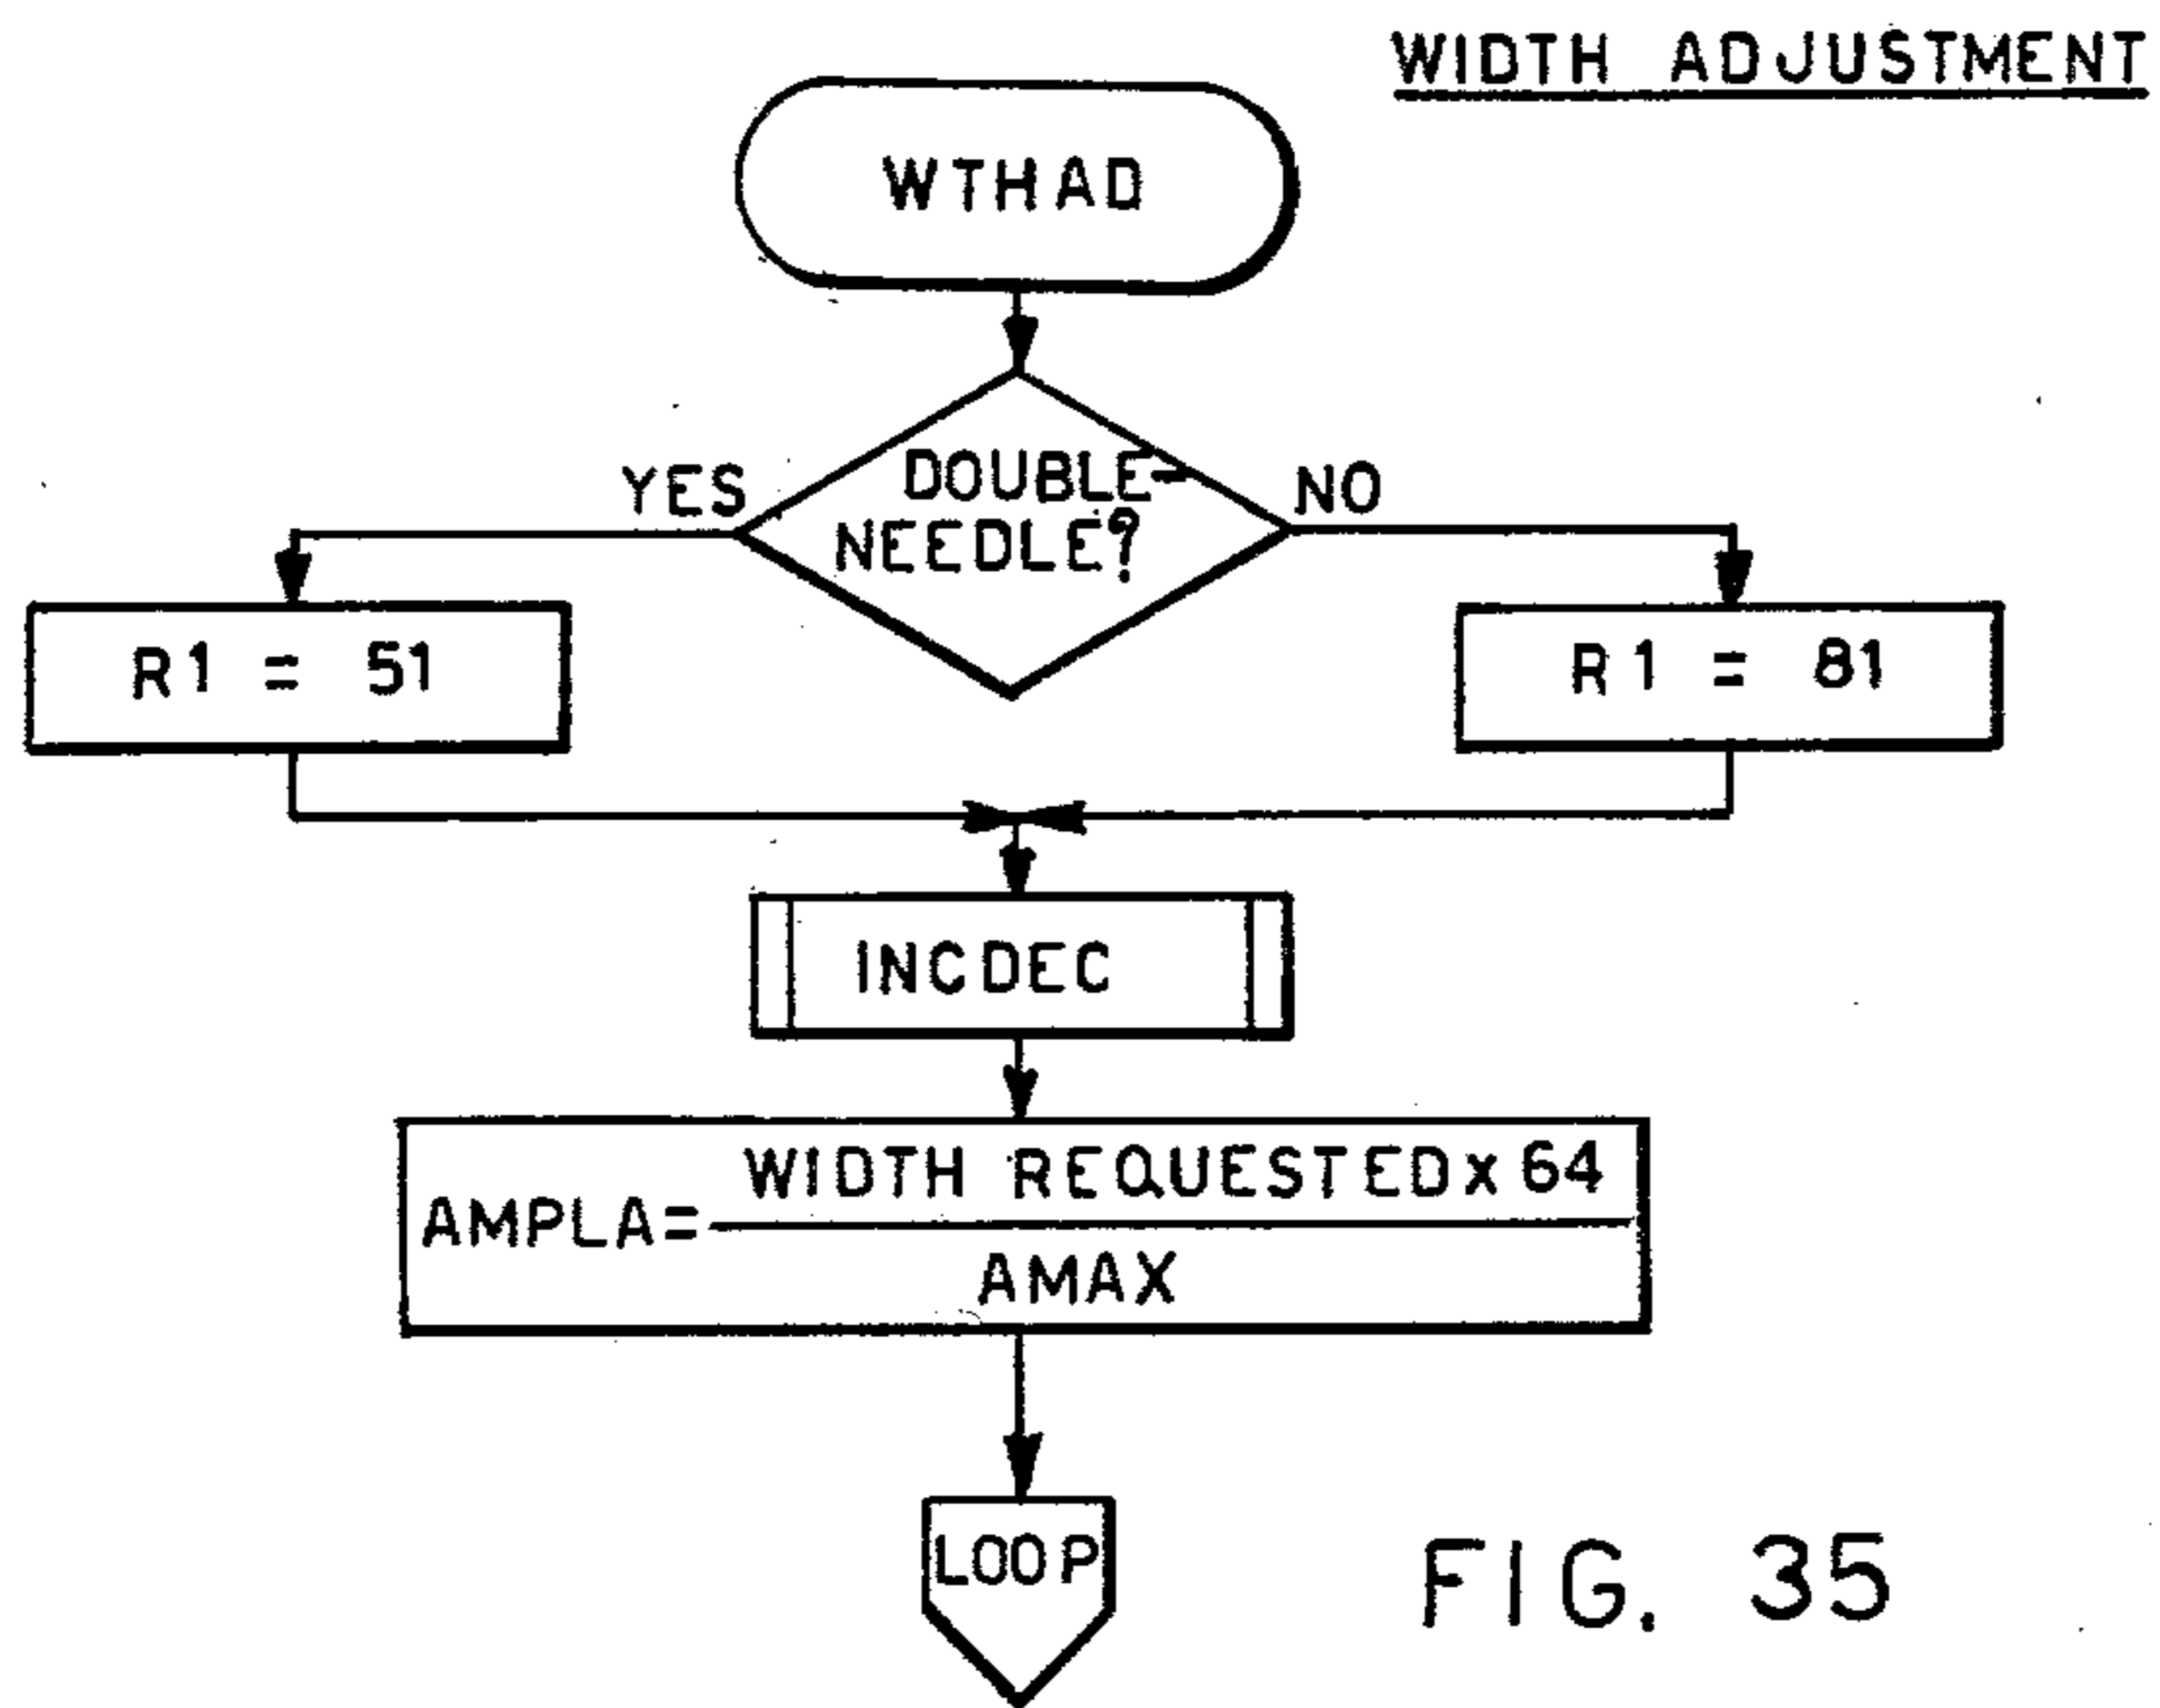 WIDTH ADJUSTMENT
WTHAD
DOUBLE-
NEEDLE?
YES
NO
R1 = 51
R1 = 81
INCDEC
WIDTH REQUESTED x 64
AMPLA=
AMAX
LOOP
FIG. 35